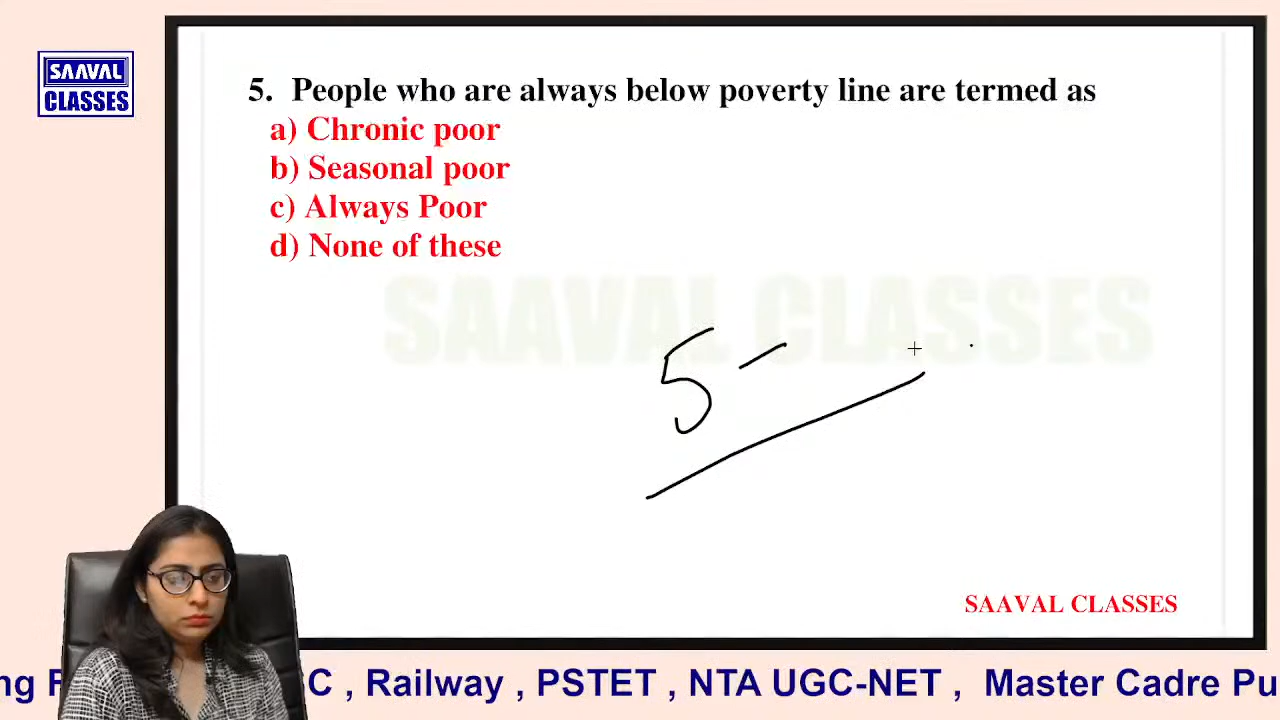 SAAVAL
CLASSES
5. People who are always below poverty line are termed as
a) Chronic poor
b) Seasonal poor
c) Always Poor
d) None of these
SAAVAL CLASSES
5 -
SAAVAL CLASSES
C , Railway , PSTET , NTA UGC-NET , Master Cadre Pu